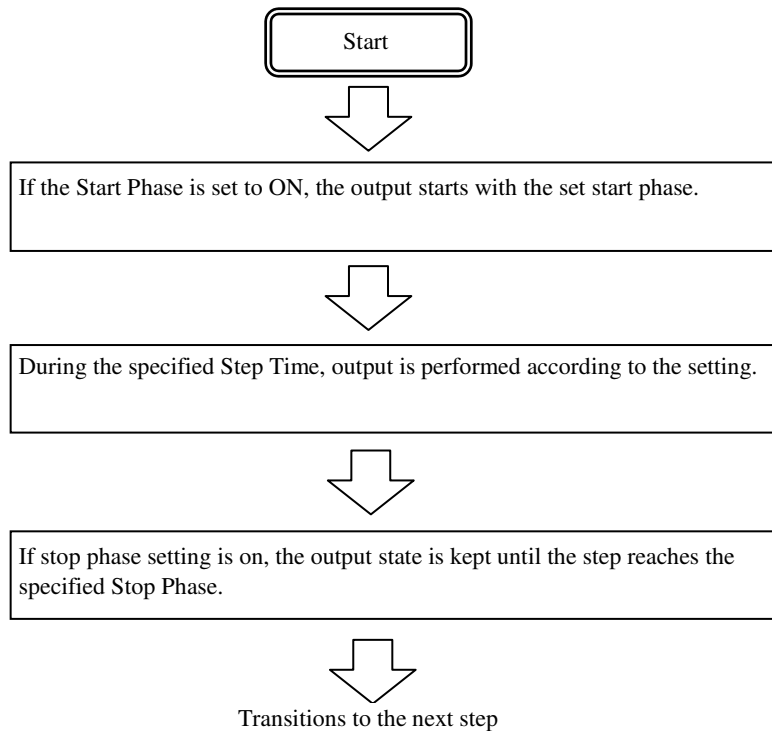 Start
If the Start Phase is set to ON, the output starts with the set start phase.
During the specified Step Time, output is performed according to the setting.
If stop phase setting is on, the output state is kept until the step reaches the
specified Stop Phase.
Transitions to the next step